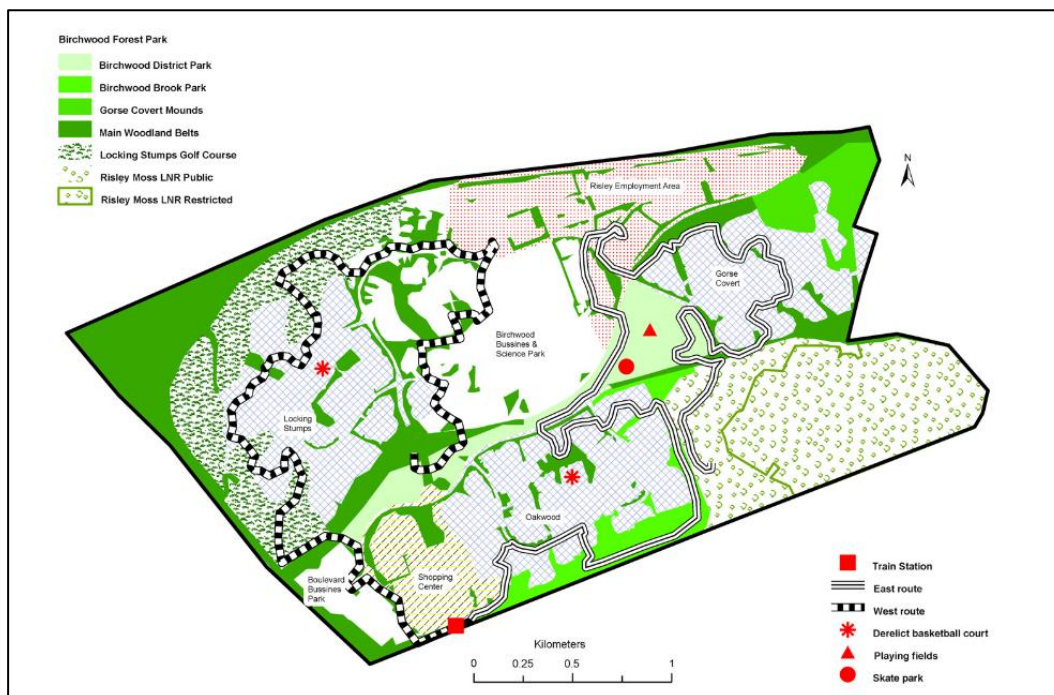 Birchwood Forest Park
Birchwood District Park
Birchwood Brook Park
Gorse Covert Mounds
Main Woodland Belts
Locking Stumps Golf Course
Risley Moss LNR Public
Risley Moss LNR Restricted
N
Risley Employment Area
Gorse
Covert
Birchwood
Bussines &
Science Park
Locking
Stumps
Oakwood
Boulevard
Bussines
Park
Shopping
Center
Kilometers
0 0.25 0.5 1
Train Station
East route
West route
Derelict basketball court
Playing fields
Skate park